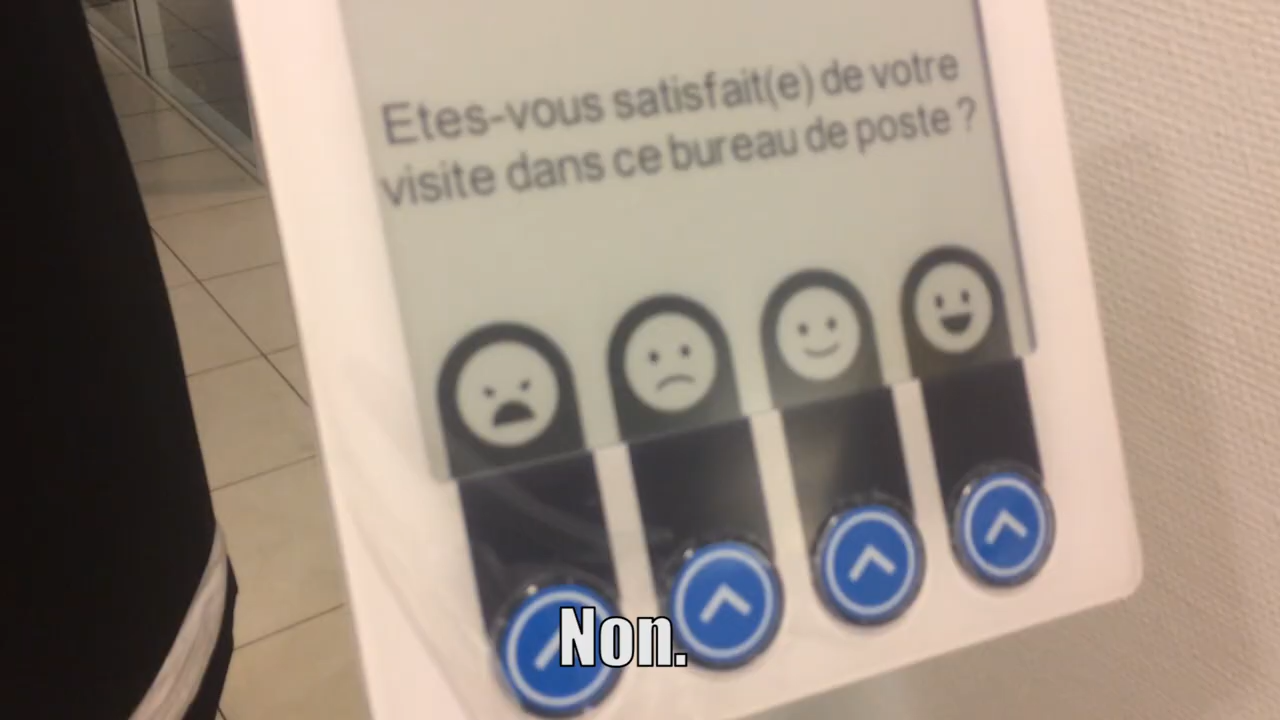 Etes-vous satisfait(e) de votre
visite dans ce bureau de poste ?
Non.